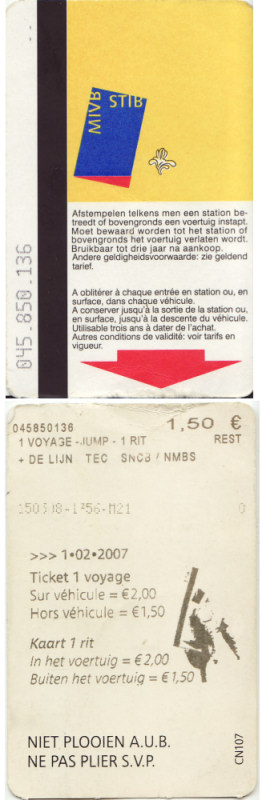 MIVB STIB
Afstempelen telkens men een station be-
treedt of bovengronds een voertuig instapt.
Moet bewaard worden tot het station of
bovengronds het voertuig verlaten wordt.
Bruikbaar tot drie jaar na aankoop.
Andere geldigheidsvoorwaarde: zie geldend
tarief.
A oblitérer à chaque entrée en station ou, en
surface, dans chaque véhicule.
A conserver jusqu'à la sortie de la station ou,
en surface, jusqu'à la descente du véhicule.
Utilisable trois ans à dater de l'achat.
Autres conditions de validité: voir tarifs en
vigueur.
045.850.136
045850136 1,50 €
1 VOYAGE -JUMP - 1 RIT REST
+ DE LIJN TEC SNCB / NMBS
0
>>> 1•02•2007
Ticket 1 voyage
Sur véhicule = €2,00
Hors véhicule = €1,50
Kaart 1 rit
In het voertuig = €2,00
Buiten het voertuig = €1,50
NIET PLOOIEN A.U.B.
NE PAS PLIER S.V.P.
CN107